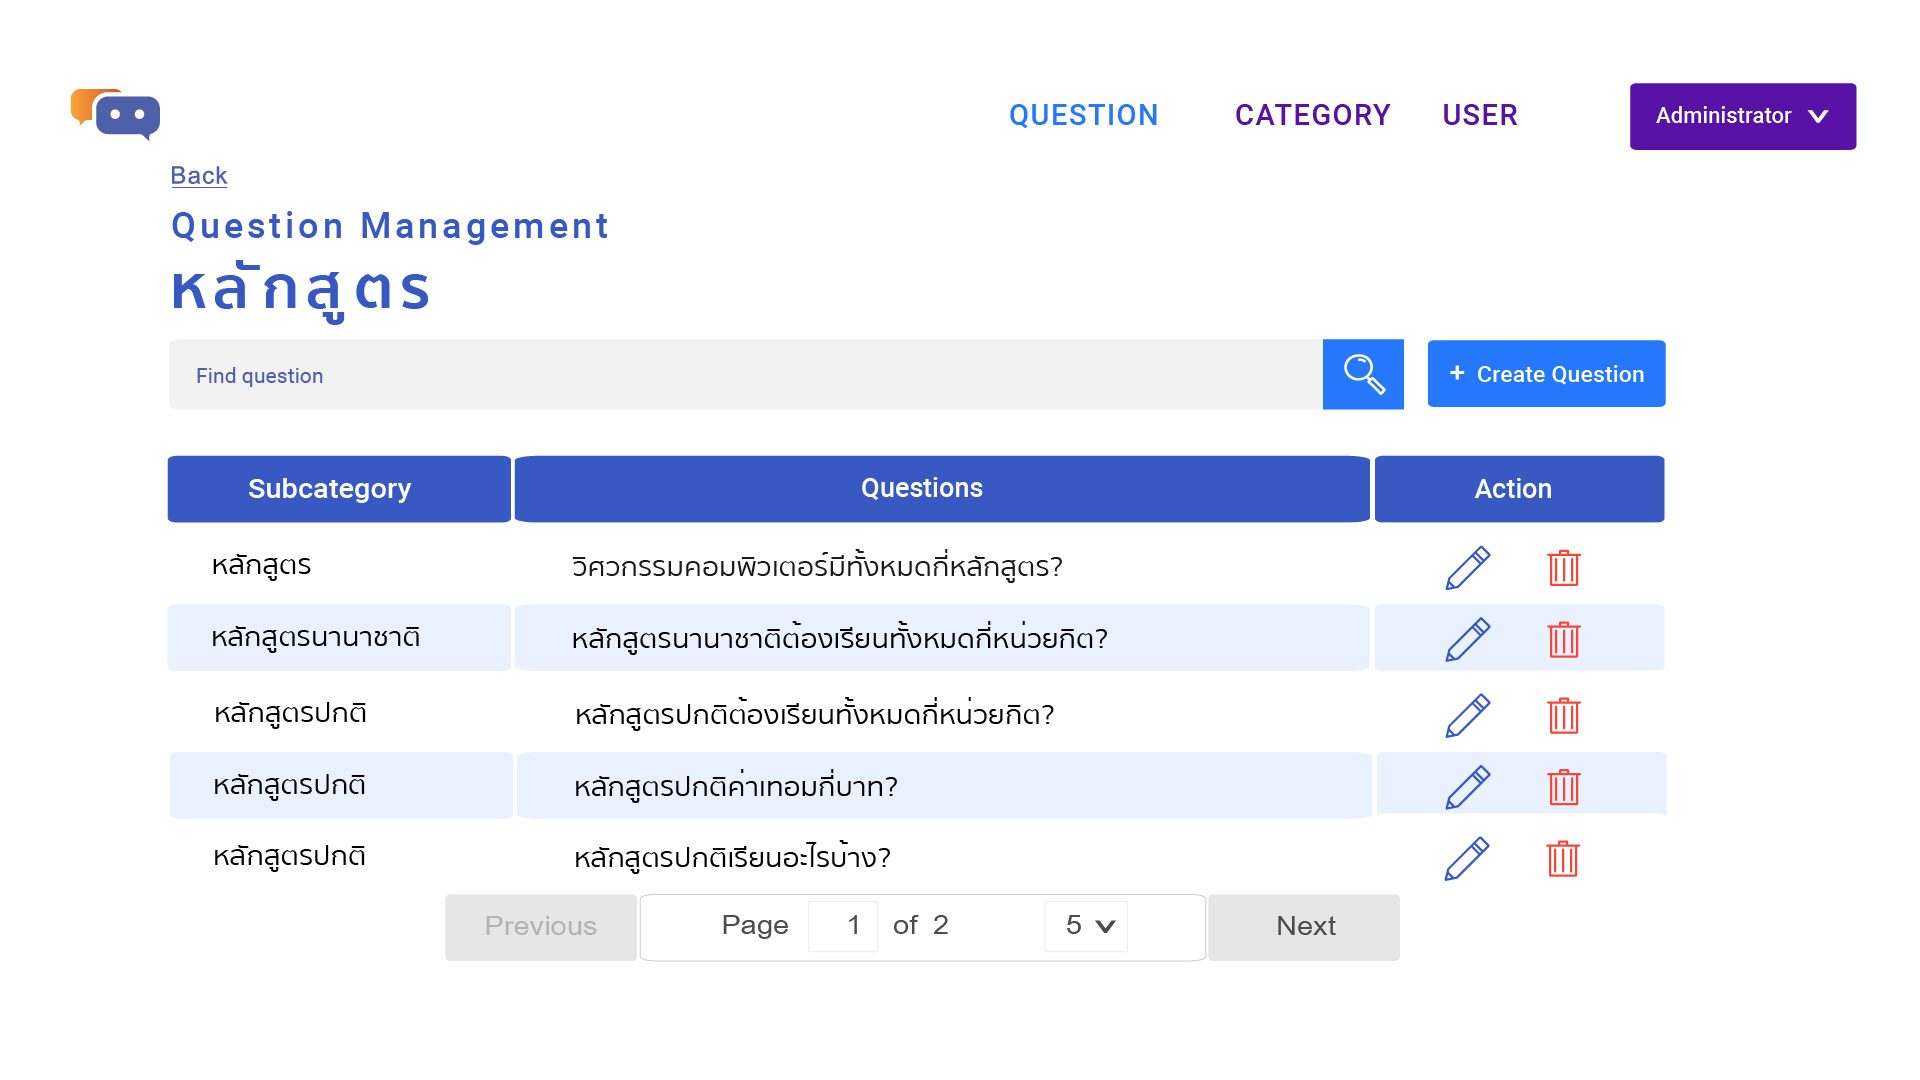 QUESTION CATEGORY USER Administrator
Back
Question Management
หลักสูตร
Find question
+ Create Question
Subcategory Questions Action
หลักสูตร วิศวกรรมคอมพิวเตอร์มีทั้งหมดกี่หลักสูตร?
หลักสูตรนานาชาติ หลักสูตรนานาชาติต้องเรียนทั้งหมดกี่หน่วยกิต?
หลักสูตรปกติ หลักสูตรปกติต้องเรียนทั้งหมดกี่หน่วยกิต?
หลักสูตรปกติ หลักสูตรปกติค่าเทอมกี่บาท?
หลักสูตรปกติ หลักสูตรปกติเรียนอะไรบ้าง?
Previous Page 1 of 2 5 Next